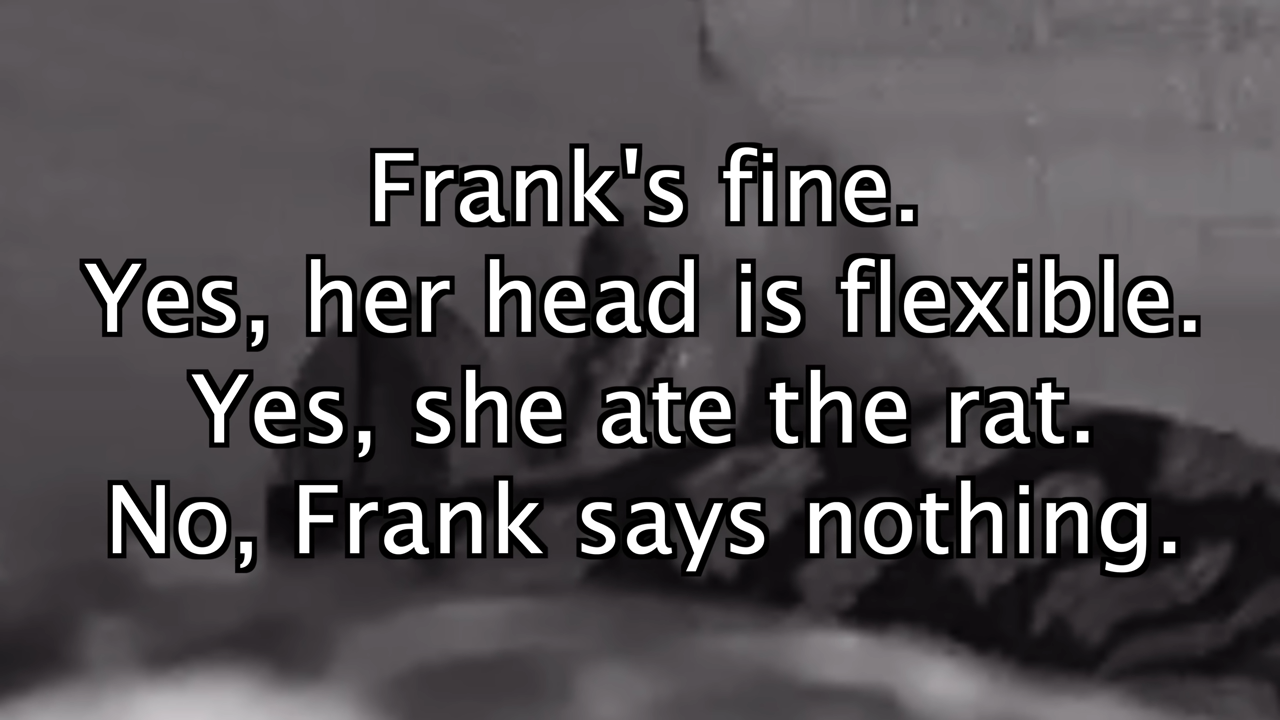 Frank's fine.
Yes, her head is flexible.
Yes, she ate the rat.
No, Frank says nothing.